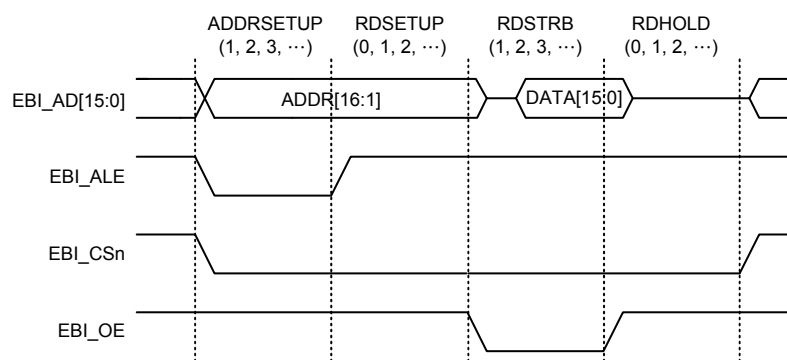 ADDRSETUP RDSETUP RDSTRB RDHOLD
(1, 2, 3, ⋯) (0, 1, 2, ⋯) (1, 2, 3, ⋯) (0, 1, 2, ⋯)
EBI_AD[15:0] ADDR[16:1] DATA[15:0]
EBI_ALE
EBI_CSn
EBI_OE